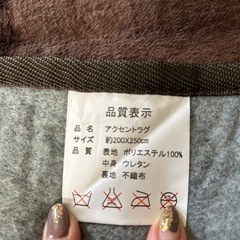 品質表示
品名 アクセントラグ
サイズ 約200X250cm
品質 表地 ポリエステル100%
中身 ウレタン
裏地 不織布